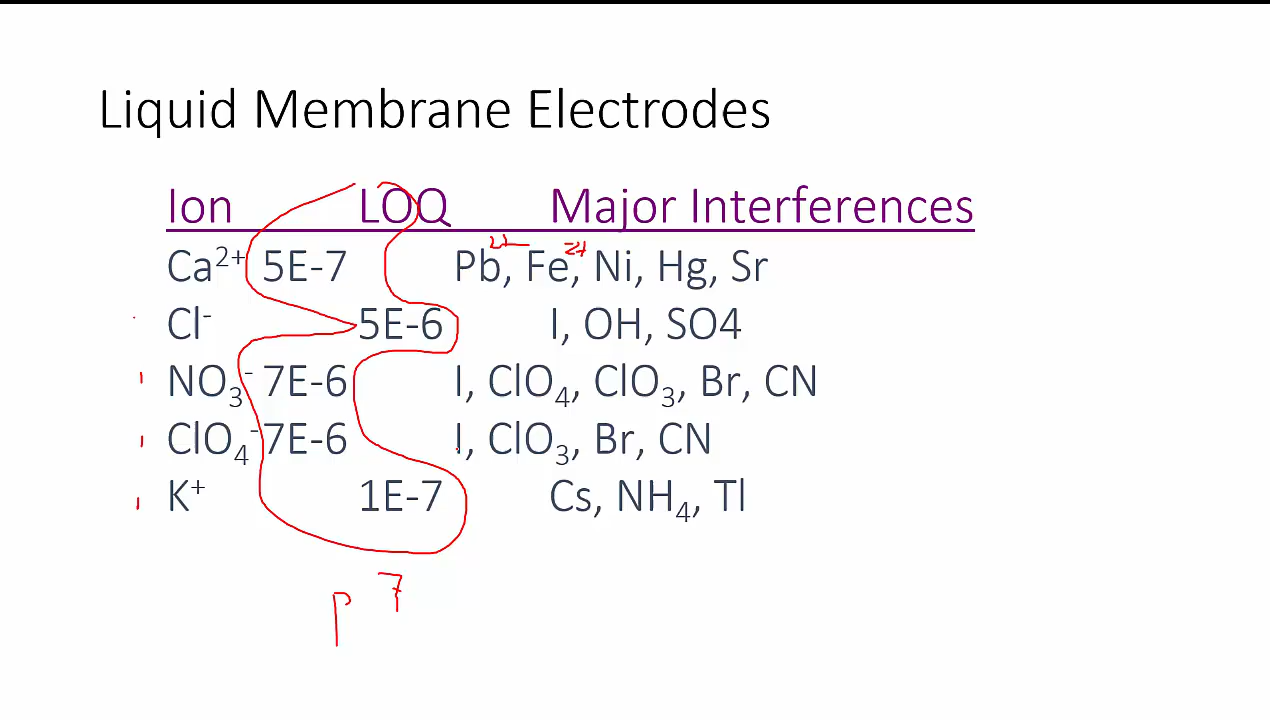 Liquid Membrane Electrodes
Ion LOQ Major Interferences
Ca²⁺ 5E-7 Pb, Fe, Ni, Hg, Sr
Cl⁻ 5E-6 I, OH, SO4
NO₃⁻ 7E-6 I, ClO₄, ClO₃, Br, CN
ClO₄⁻ 7E-6 I, ClO₃, Br, CN
K⁺ 1E-7 Cs, NH₄, Tl
p 7